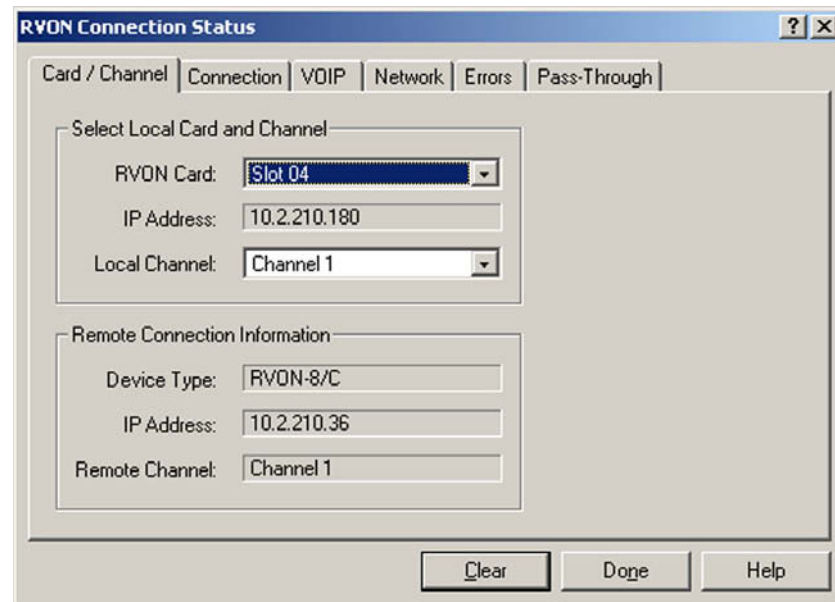 RVON Connection Status
Card / Channel Connection VOIP Network Errors Pass-Through
Select Local Card and Channel
RVON Card: Slot 04
IP Address: 10.2.210.180
Local Channel: Channel 1
Remote Connection Information
Device Type: RVON-8/C
IP Address: 10.2.210.36
Remote Channel: Channel 1
Clear Done Help